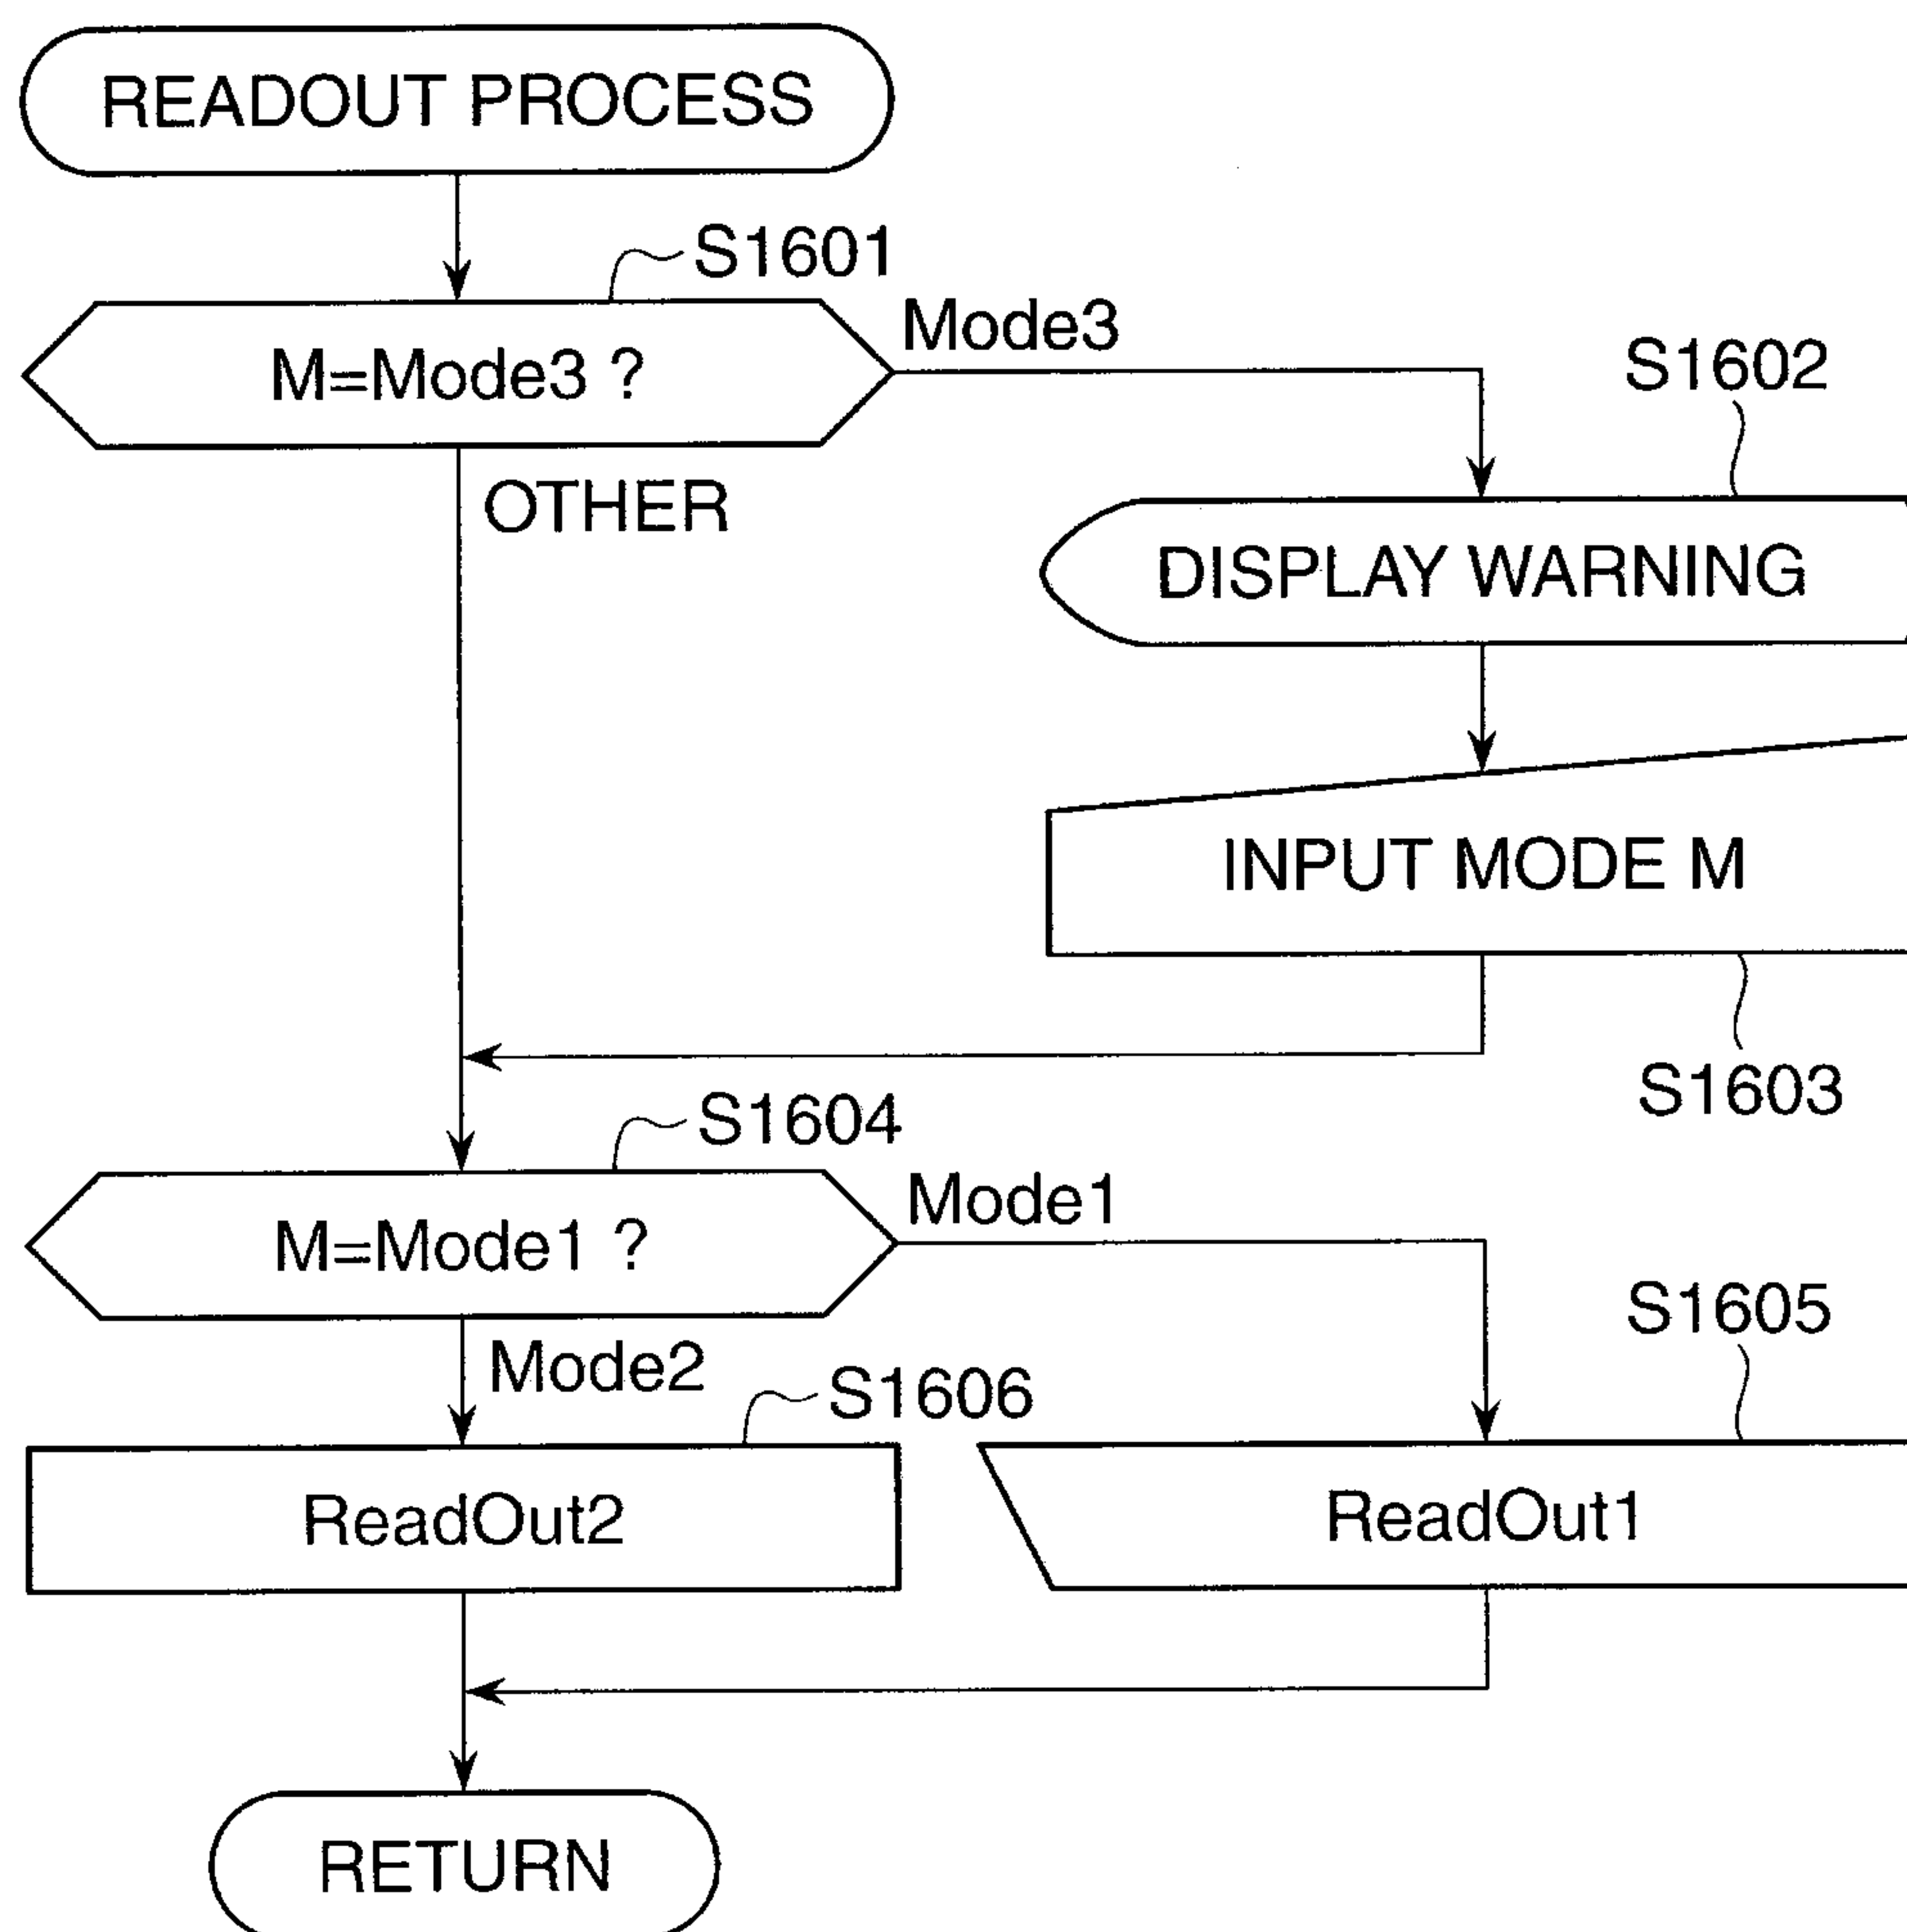 READOUT PROCESS
S1601
M=Mode3 ?
Mode3
S1602
OTHER
DISPLAY WARNING
INPUT MODE M
S1603
S1604
M=Mode1 ?
Mode1
S1605
Mode2
S1606
ReadOut2
ReadOut1
RETURN